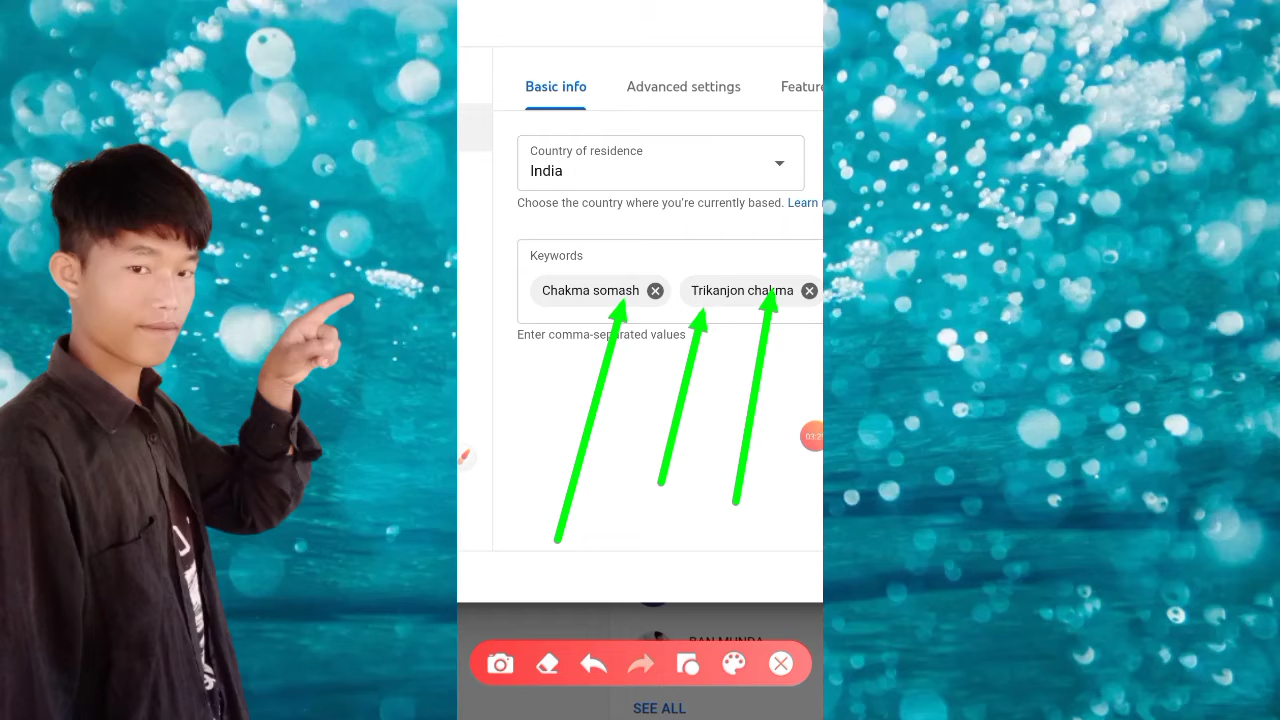 Basic info Advanced settings Feature
Country of residence
India
Choose the country where you're currently based. Learn
Keywords
Chakma somash Trikanjon chakma
Enter comma-separated values
BAN MUNDA
SEE ALL